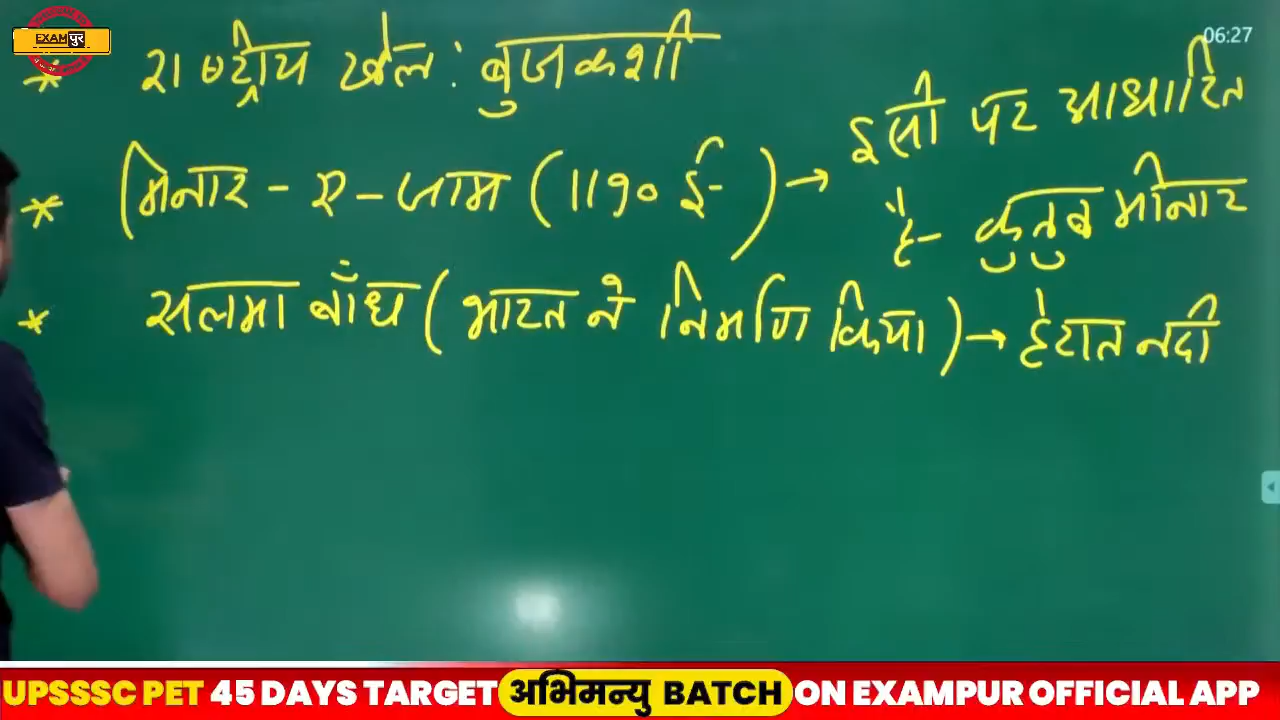 EXAMपुर
06:27
* राष्ट्रीय खेल : बुजकशी
* मिनार - ए - जाम (1190 ई-) → इसी पर आधारित
है- कुतुब मीनार
* सलमा बाँध (भारत ने निर्माण किया) → हेरात नदी
UPSSSC PET 45 DAYS TARGET अभिमन्यु BATCH ON EXAMPUR OFFICIAL APP